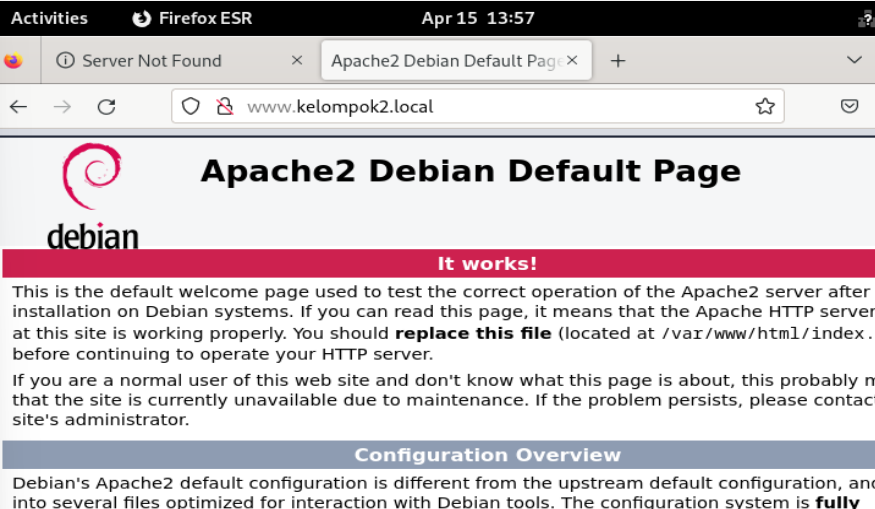 Activities Firefox ESR Apr 15 13:57
Server Not Found × Apache2 Debian Default Page × +
www.kelompok2.local
debian
Apache2 Debian Default Page
It works!
This is the default welcome page used to test the correct operation of the Apache2 server after
installation on Debian systems. If you can read this page, it means that the Apache HTTP server
at this site is working properly. You should replace this file (located at /var/www/html/index.
before continuing to operate your HTTP server.
If you are a normal user of this web site and don't know what this page is about, this probably m
that the site is currently unavailable due to maintenance. If the problem persists, please contac
site's administrator.
Configuration Overview
Debian's Apache2 default configuration is different from the upstream default configuration, and
into several files optimized for interaction with Debian tools. The configuration system is fully